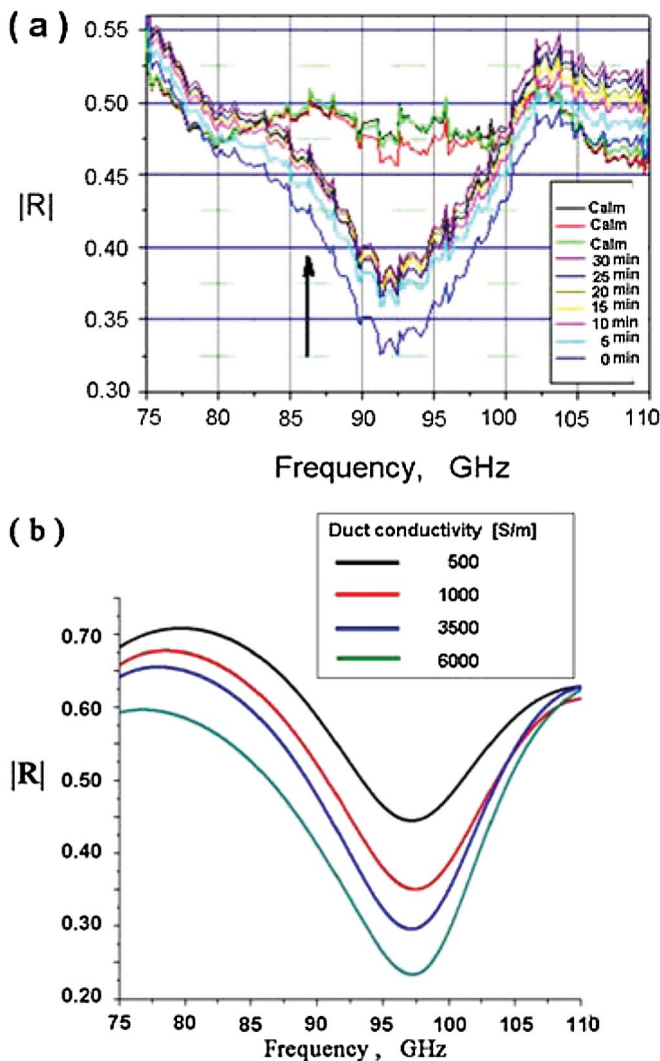 (a)
0.55
0.50
0.45
|R|
0.40
0.35
0.30
Calm
Calm
Calm
30 min
25 min
20 min
15 min
10 min
5 min
0 min
75 80 85 90 95 100 105 110
Frequency, GHz
(b)
Duct conductivity [S/m]
500
1000
3500
6000
0.70
0.60
|R|
0.50
0.40
0.30
0.20
75 80 85 90 95 100 105 110
Frequency, GHz